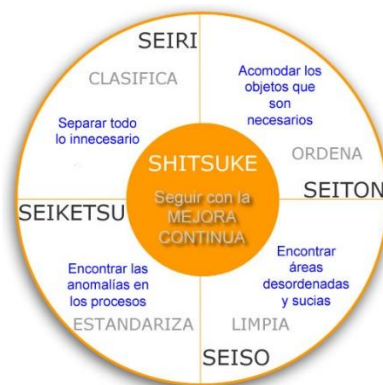 SEIRI
CLASIFICA
Separar todo
lo innecesario
Acomodar los
objetos que
son
necesarios
ORDENA
SEITON
SHITSUKE
Seguir con la
MEJORA
CONTINUA
SEIKETSU
Encontrar las
anomalías en
los procesos
ESTANDARIZA
Encontrar
áreas
desordenadas
y sucias
LIMPIA
SEISO